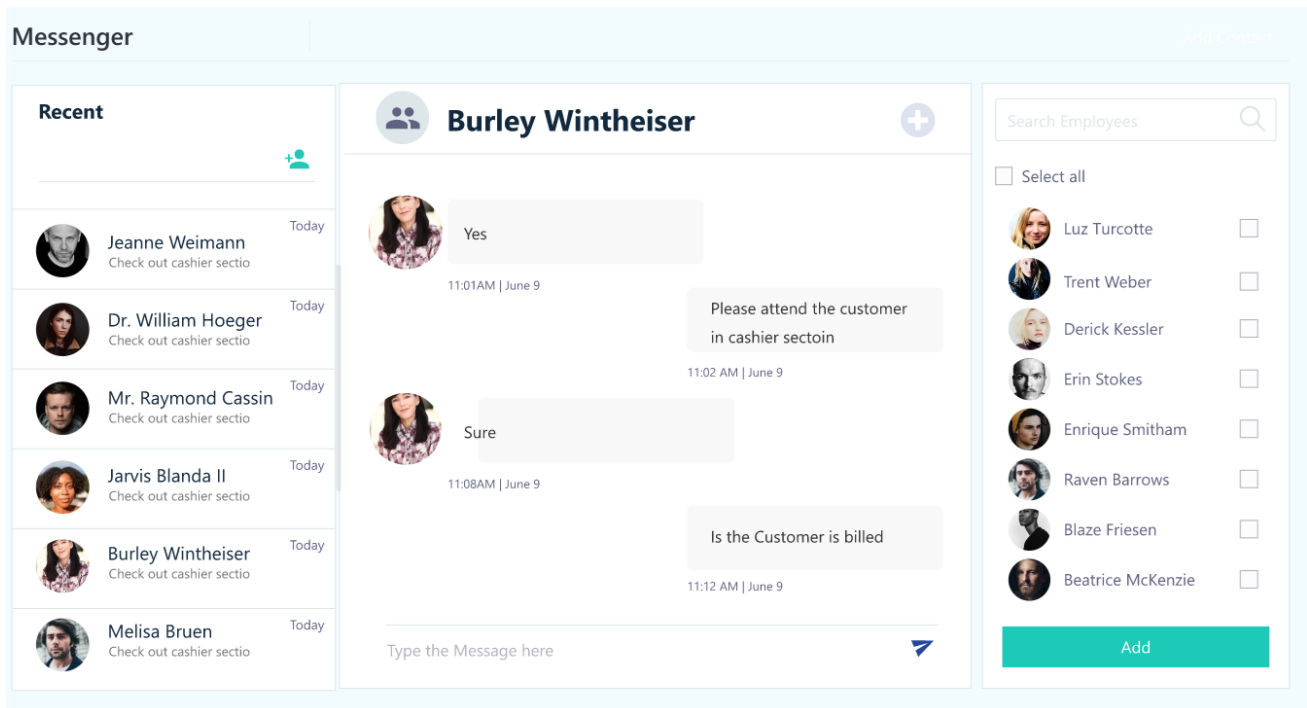 Messenger
Add Contact
Recent
Today
Jeanne Weimann
Check out cashier sectio
Today
Dr. William Hoeger
Check out cashier sectio
Today
Mr. Raymond Cassin
Check out cashier sectio
Today
Jarvis Blanda II
Check out cashier sectio
Today
Burley Wintheiser
Check out cashier sectio
Today
Melisa Bruen
Check out cashier sectio
Burley Wintheiser
Yes
11:01AM | June 9
Please attend the customer
in cashier sectoin
11:02 AM | June 9
Sure
11:08AM | June 9
Is the Customer is billed
11:12 AM | June 9
Type the Message here
Search Employees
Select all
Luz Turcotte
Trent Weber
Derick Kessler
Erin Stokes
Enrique Smitham
Raven Barrows
Blaze Friesen
Beatrice McKenzie
Add